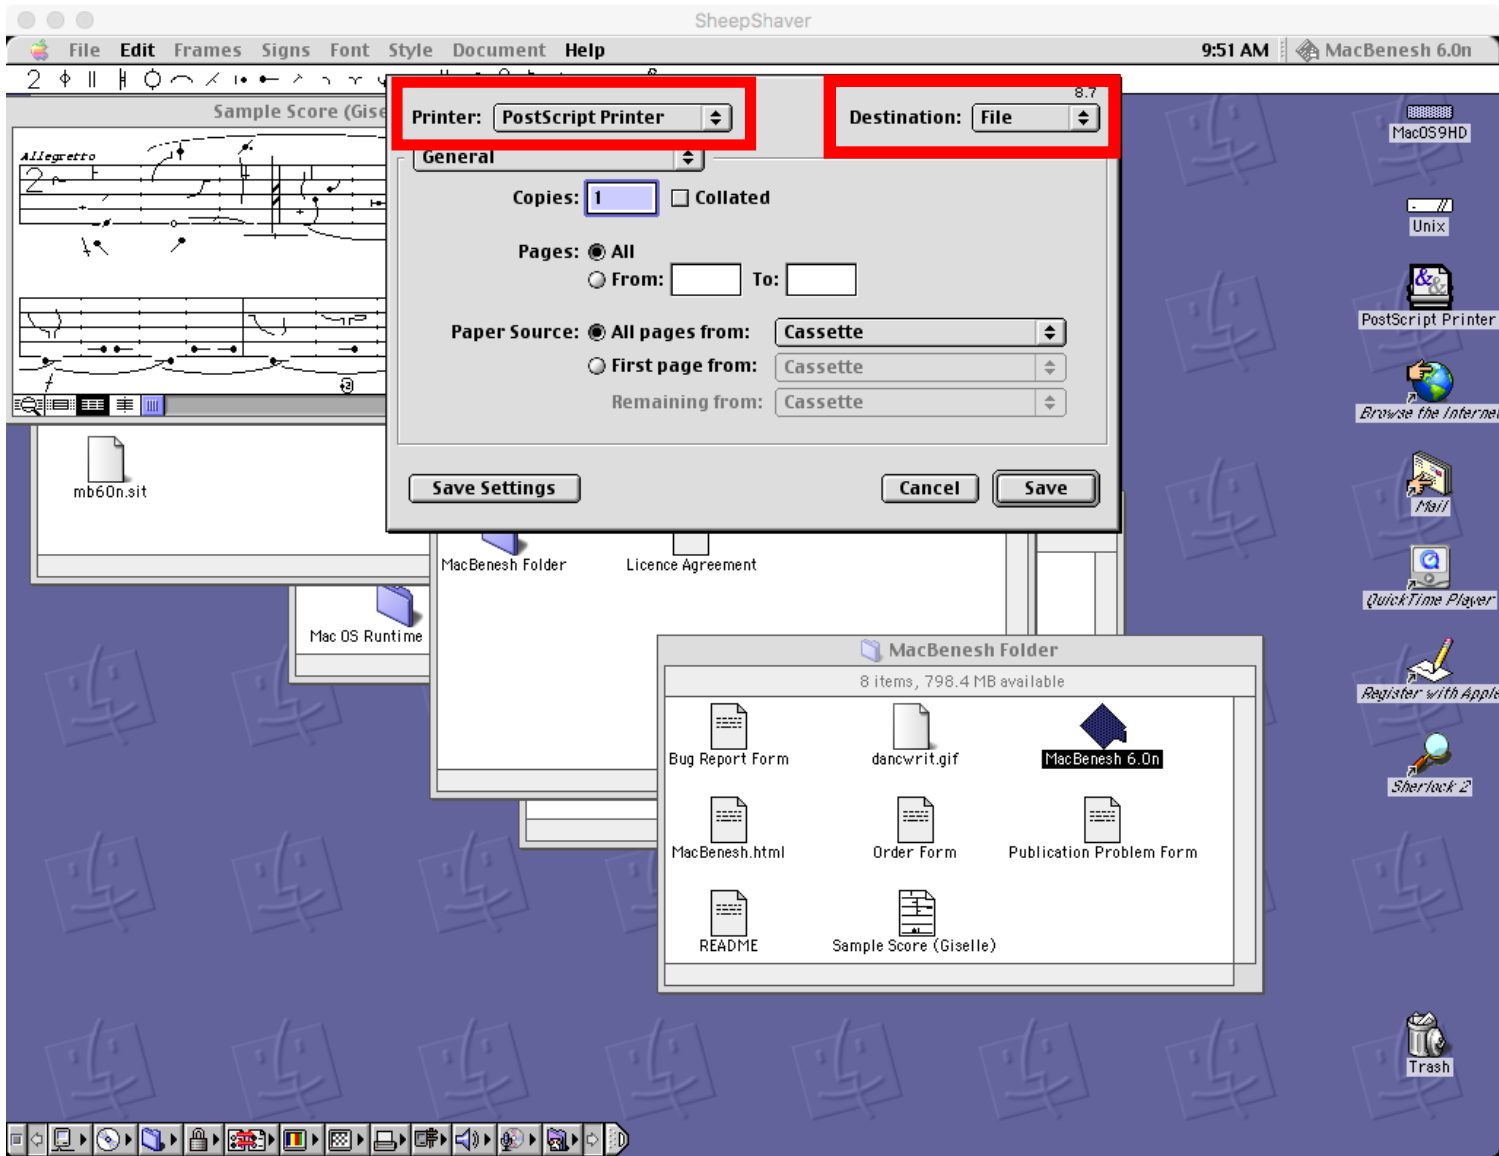 SheepShaver
File Edit Frames Signs Font Style Document Help 9:51 AM MacBenesh 6.0n
Sample Score (Gise
Allegretto
8.7
Printer: PostScript Printer
Destination: File
General
Copies: 1 Collated
Pages: All
From: To:
Paper Source: All pages from: Cassette
First page from: Cassette
Remaining from: Cassette
Save Settings Cancel Save
mb60n.sit
MacBenesh Folder
Licence Agreement
Mac OS Runtime
MacBenesh Folder
8 items, 798.4 MB available
Bug Report Form
dancwrit.gif
MacBenesh 6.0n
MacBenesh.html
Order Form
Publication Problem Form
README
Sample Score (Giselle)
MacOS9HD
Unix
PostScript Printer
Browse the Internet
Mail
QuickTime Player
Register with Apple
Sherlock 2
Trash